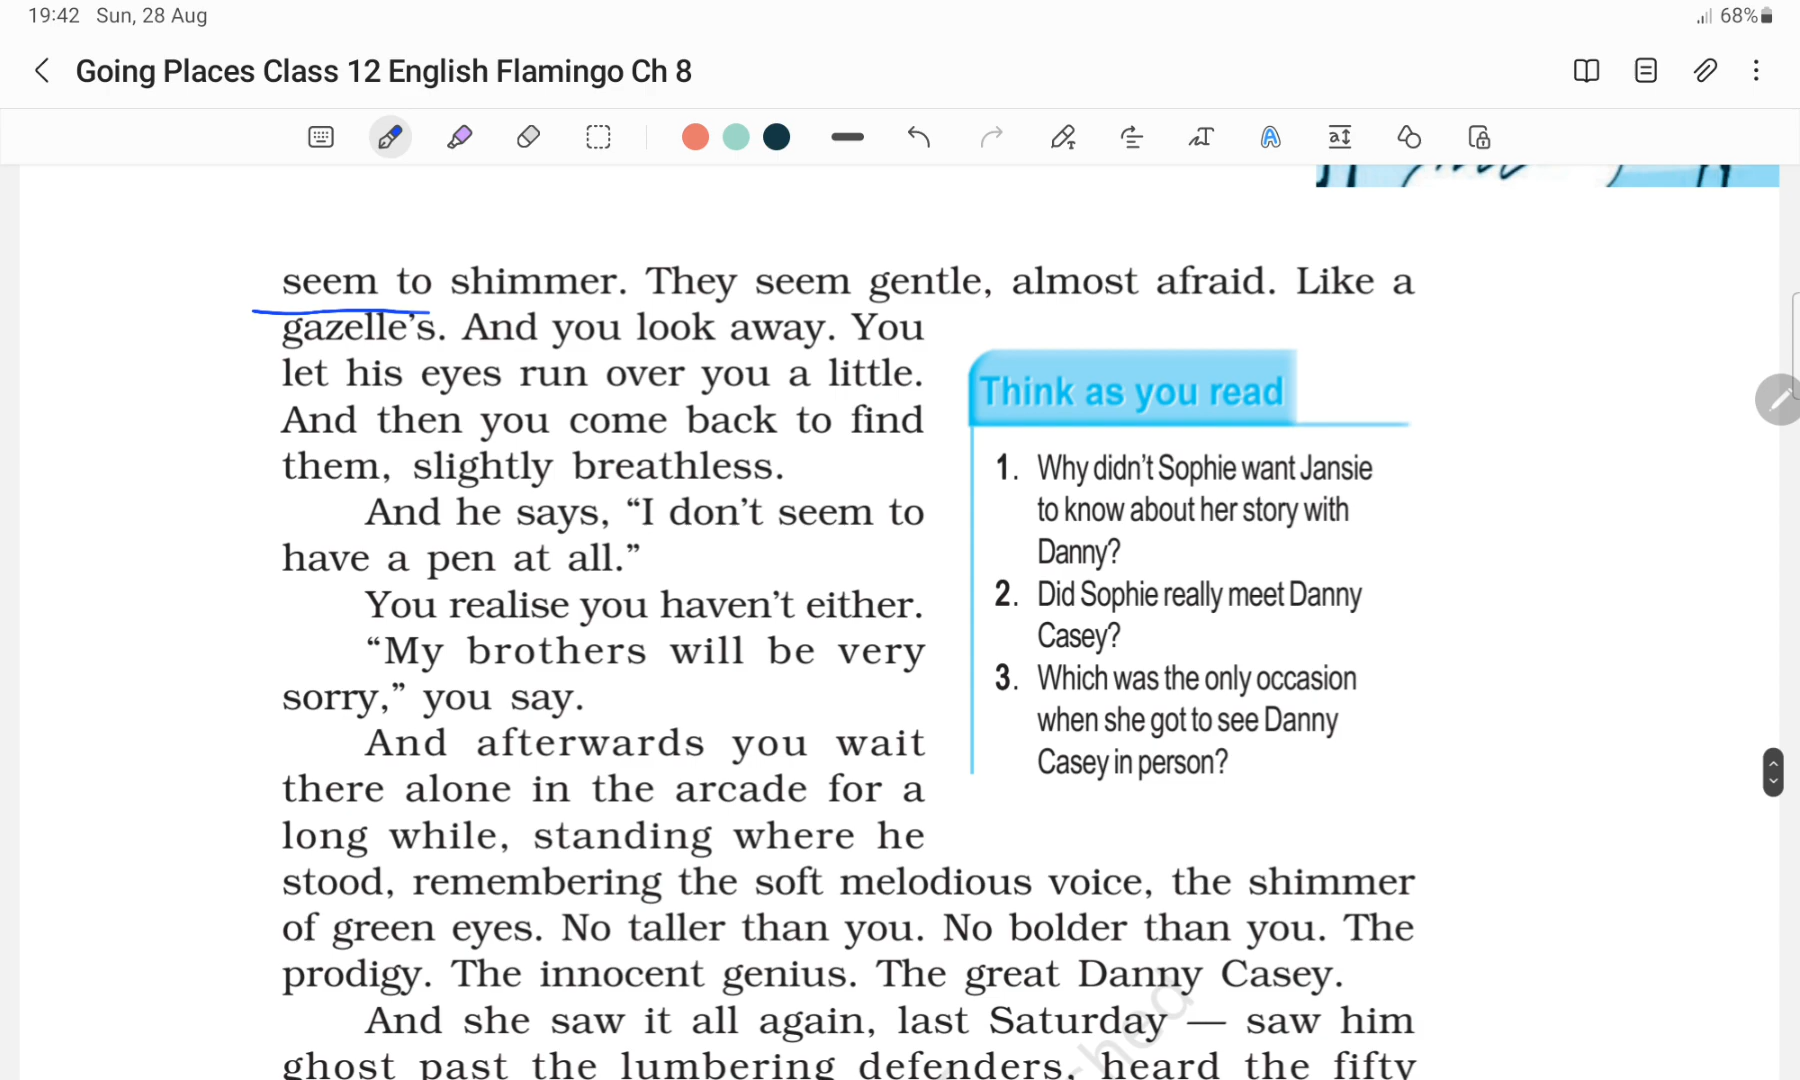 19:42 Sun, 28 Aug
68%
Going Places Class 12 English Flamingo Ch 8
seem to shimmer. They seem gentle, almost afraid. Like a
gazelle’s. And you look away. You
let his eyes run over you a little.
And then you come back to find
them, slightly breathless.
And he says, “I don’t seem to
have a pen at all.”
You realise you haven’t either.
“My brothers will be very
sorry,” you say.
And afterwards you wait
there alone in the arcade for a
long while, standing where he
Think as you read
1. Why didn’t Sophie want Jansie
to know about her story with
Danny?
2. Did Sophie really meet Danny
Casey?
3. Which was the only occasion
when she got to see Danny
Casey in person?
stood, remembering the soft melodious voice, the shimmer
of green eyes. No taller than you. No bolder than you. The
prodigy. The innocent genius. The great Danny Casey.
And she saw it all again, last Saturday — saw him
ghost past the lumbering defenders, heard the fifty